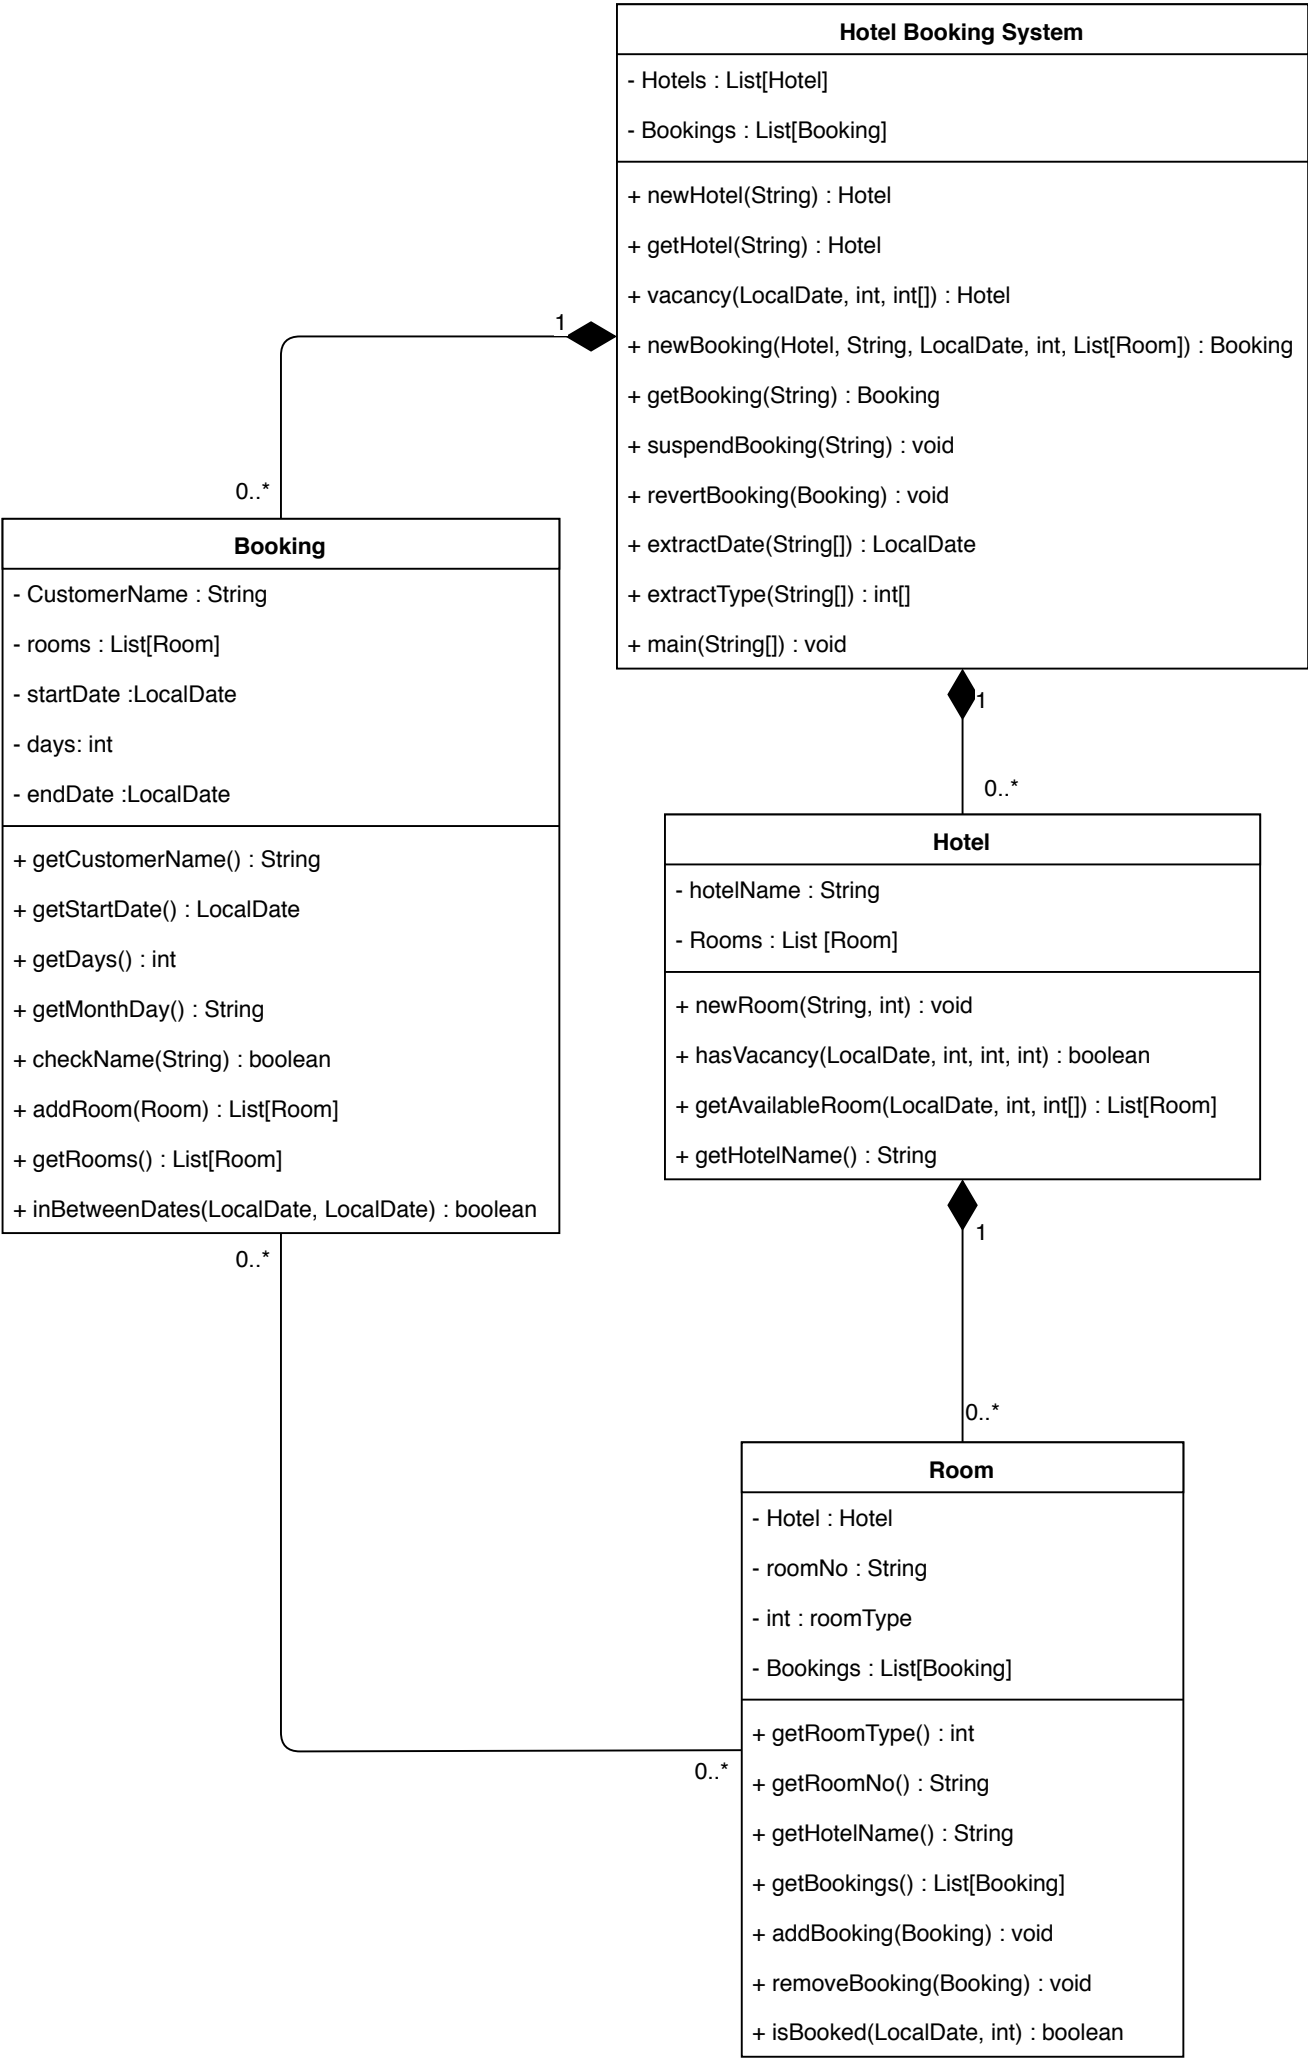 Hotel Booking System
- Hotels : List[Hotel]
- Bookings : List[Booking]
+ newHotel(String) : Hotel
+ getHotel(String) : Hotel
+ vacancy(LocalDate, int, int[]) : Hotel
+ newBooking(Hotel, String, LocalDate, int, List[Room]) : Booking
+ getBooking(String) : Booking
+ suspendBooking(String) : void
+ revertBooking(Booking) : void
+ extractDate(String[]) : LocalDate
+ extractType(String[]) : int[]
+ main(String[]) : void
1
0..*
Booking
- CustomerName : String
- rooms : List[Room]
- startDate :LocalDate
- days: int
- endDate :LocalDate
+ getCustomerName() : String
+ getStartDate() : LocalDate
+ getDays() : int
+ getMonthDay() : String
+ checkName(String) : boolean
+ addRoom(Room) : List[Room]
+ getRooms() : List[Room]
+ inBetweenDates(LocalDate, LocalDate) : boolean
0..*
1
0..*
Hotel
- hotelName : String
- Rooms : List [Room]
+ newRoom(String, int) : void
+ hasVacancy(LocalDate, int, int, int) : boolean
+ getAvailableRoom(LocalDate, int, int[]) : List[Room]
+ getHotelName() : String
1
0..*
Room
- Hotel : Hotel
- roomNo : String
- int : roomType
- Bookings : List[Booking]
+ getRoomType() : int
+ getRoomNo() : String
+ getHotelName() : String
+ getBookings() : List[Booking]
+ addBooking(Booking) : void
+ removeBooking(Booking) : void
+ isBooked(LocalDate, int) : boolean
0..*